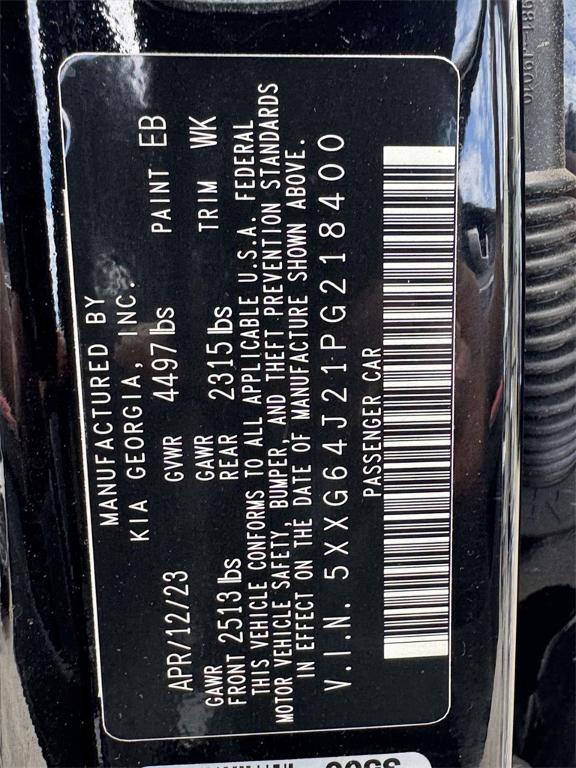 MANUFACTURED BY
KIA GEORGIA, INC.
APR/12/23 GVWR 4497 lbs PAINT EB
GAWR GAWR
FRONT 2513 lbs REAR 2315 lbs TRIM WK
THIS VEHICLE CONFORMS TO ALL APPLICABLE U.S.A. FEDERAL
MOTOR VEHICLE SAFETY, BUMPER, AND THEFT PREVENTION STANDARDS
IN EFFECT ON THE DATE OF MANUFACTURE SHOWN ABOVE.
V.I.N. 5XXG64J21PG218400
PASSENGER CAR